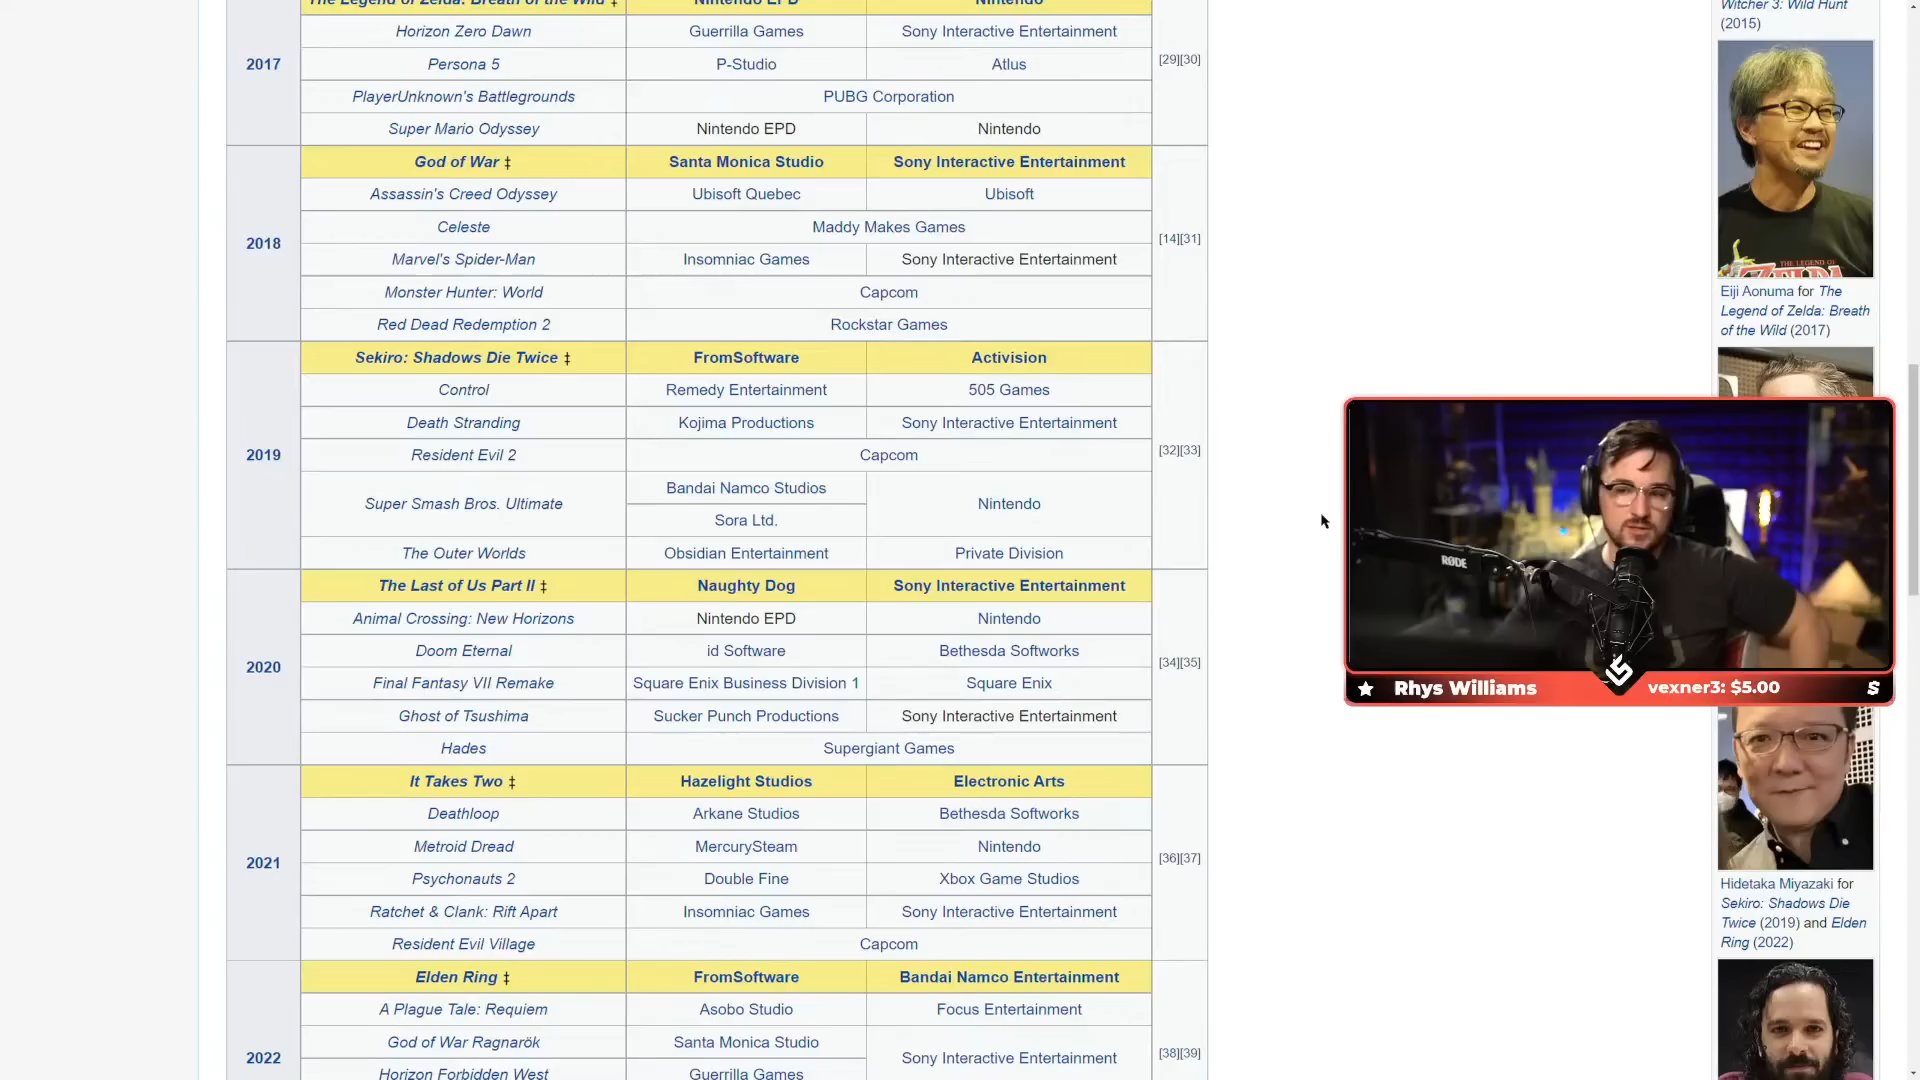 The Legend of Zelda: Breath of the Wild ‡ Nintendo EPD Nintendo
2017 Horizon Zero Dawn Guerrilla Games Sony Interactive Entertainment [29][30]
Persona 5 P-Studio Atlus
PlayerUnknown's Battlegrounds PUBG Corporation
Super Mario Odyssey Nintendo EPD Nintendo
2018 God of War ‡ Santa Monica Studio Sony Interactive Entertainment [14][31]
Assassin's Creed Odyssey Ubisoft Quebec Ubisoft
Celeste Maddy Makes Games
Marvel's Spider-Man Insomniac Games Sony Interactive Entertainment
Monster Hunter: World Capcom
Red Dead Redemption 2 Rockstar Games
2019 Sekiro: Shadows Die Twice ‡ FromSoftware Activision [32][33]
Control Remedy Entertainment 505 Games
Death Stranding Kojima Productions Sony Interactive Entertainment
Resident Evil 2 Capcom
Super Smash Bros. Ultimate Bandai Namco Studios Nintendo
Sora Ltd.
The Outer Worlds Obsidian Entertainment Private Division
2020 The Last of Us Part II ‡ Naughty Dog Sony Interactive Entertainment [34][35]
Animal Crossing: New Horizons Nintendo EPD Nintendo
Doom Eternal id Software Bethesda Softworks
Final Fantasy VII Remake Square Enix Business Division 1 Square Enix
Ghost of Tsushima Sucker Punch Productions Sony Interactive Entertainment
Hades Supergiant Games
2021 It Takes Two ‡ Hazelight Studios Electronic Arts [36][37]
Deathloop Arkane Studios Bethesda Softworks
Metroid Dread MercurySteam Nintendo
Psychonauts 2 Double Fine Xbox Game Studios
Ratchet & Clank: Rift Apart Insomniac Games Sony Interactive Entertainment
Resident Evil Village Capcom
2022 Elden Ring ‡ FromSoftware Bandai Namco Entertainment [38][39]
A Plague Tale: Requiem Asobo Studio Focus Entertainment
God of War Ragnarök Santa Monica Studio Sony Interactive Entertainment
Horizon Forbidden West Guerrilla Games
Witcher 3: Wild Hunt
(2015)
THE LEGEND OF
ZELDA
Eiji Aonuma for The
Legend of Zelda: Breath
of the Wild (2017)
RØDE
Rhys Williams
vexner3: $5.00
Hidetaka Miyazaki for
Sekiro: Shadows Die
Twice (2019) and Elden
Ring (2022)